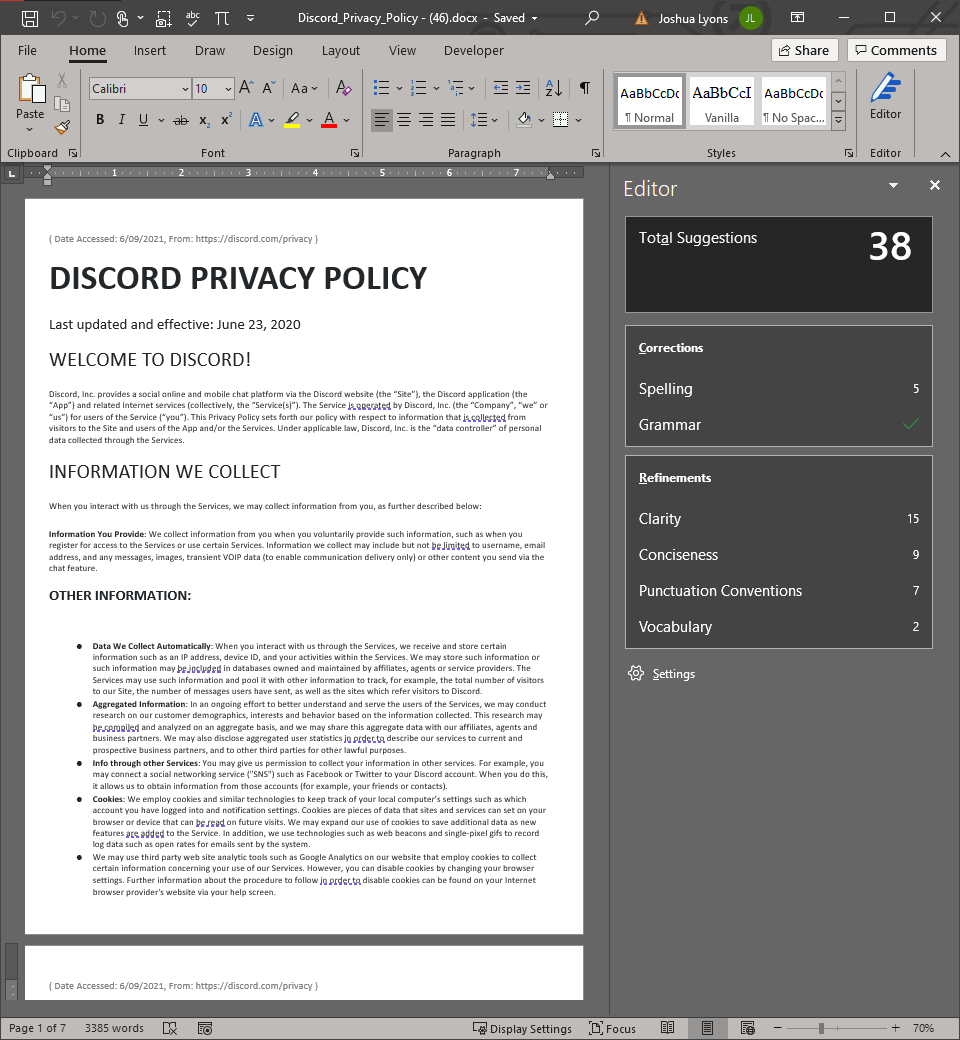 abc
Discord_Privacy_Policy - (46).docx - Saved
Joshua Lyons
JL
File Home Insert Draw Design Layout View Developer
Share
Comments
Paste
Calibri
10
Aa
B I U ab x2 x2 A A
AaBbCcDc
¶ Normal
AaBbCcI
Vanilla
AaBbCcDc
¶ No Spac...
Editor
Clipboard
Font
Paragraph
Styles
Editor
L
1 2 3 4 5 6 7
( Date Accessed: 6/09/2021, From: https://discord.com/privacy )
DISCORD PRIVACY POLICY
Last updated and effective: June 23, 2020
WELCOME TO DISCORD!
Discord, Inc. provides a social online and mobile chat platform via the Discord website (the “Site”), the Discord application (the
“App”) and related Internet services (collectively, the “Service(s)”). The Service is operated by Discord, Inc. (the “Company”, “we” or
“us”) for users of the Service (“you”). This Privacy Policy sets forth our policy with respect to information that is collected from
visitors to the Site and users of the App and/or the Services. Under applicable law, Discord, Inc. is the “data controller” of personal
data collected through the Services.
INFORMATION WE COLLECT
When you interact with us through the Services, we may collect information from you, as further described below:
Information You Provide: We collect information from you when you voluntarily provide such information, such as when you
register for access to the Services or use certain Services. Information we collect may include but not be limited to username, email
address, and any messages, images, transient VOIP data (to enable communication delivery only) or other content you send via the
chat feature.
OTHER INFORMATION:
● Data We Collect Automatically: When you interact with us through the Services, we receive and store certain
information such as an IP address, device ID, and your activities within the Services. We may store such information or
such information may be included in databases owned and maintained by affiliates, agents or service providers. The
Services may use such information and pool it with other information to track, for example, the total number of visitors
to our Site, the number of messages users have sent, as well as the sites which refer visitors to Discord.
● Aggregated Information: In an ongoing effort to better understand and serve the users of the Services, we may conduct
research on our customer demographics, interests and behavior based on the information collected. This research may
be compiled and analyzed on an aggregate basis, and we may share this aggregate data with our affiliates, agents and
business partners. We may also disclose aggregated user statistics in order to describe our services to current and
prospective business partners, and to other third parties for other lawful purposes.
● Info through other Services: You may give us permission to collect your information in other services. For example, you
may connect a social networking service ("SNS") such as Facebook or Twitter to your Discord account. When you do this,
it allows us to obtain information from those accounts (for example, your friends or contacts).
● Cookies: We employ cookies and similar technologies to keep track of your local computer’s settings such as which
account you have logged into and notification settings. Cookies are pieces of data that sites and services can set on your
browser or device that can be read on future visits. We may expand our use of cookies to save additional data as new
features are added to the Service. In addition, we use technologies such as web beacons and single-pixel gifs to record
log data such as open rates for emails sent by the system.
● We may use third party web site analytic tools such as Google Analytics on our website that employ cookies to collect
certain information concerning your use of our Services. However, you can disable cookies by changing your browser
settings. Further information about the procedure to follow in order to disable cookies can be found on your Internet
browser provider's website via your help screen.
( Date Accessed: 6/09/2021, From: https://discord.com/privacy )
Editor
Total Suggestions 38
Corrections
Spelling 5
Grammar
Refinements
Clarity 15
Conciseness 9
Punctuation Conventions 7
Vocabulary 2
Settings
Page 1 of 7 3385 words Display Settings Focus 70%